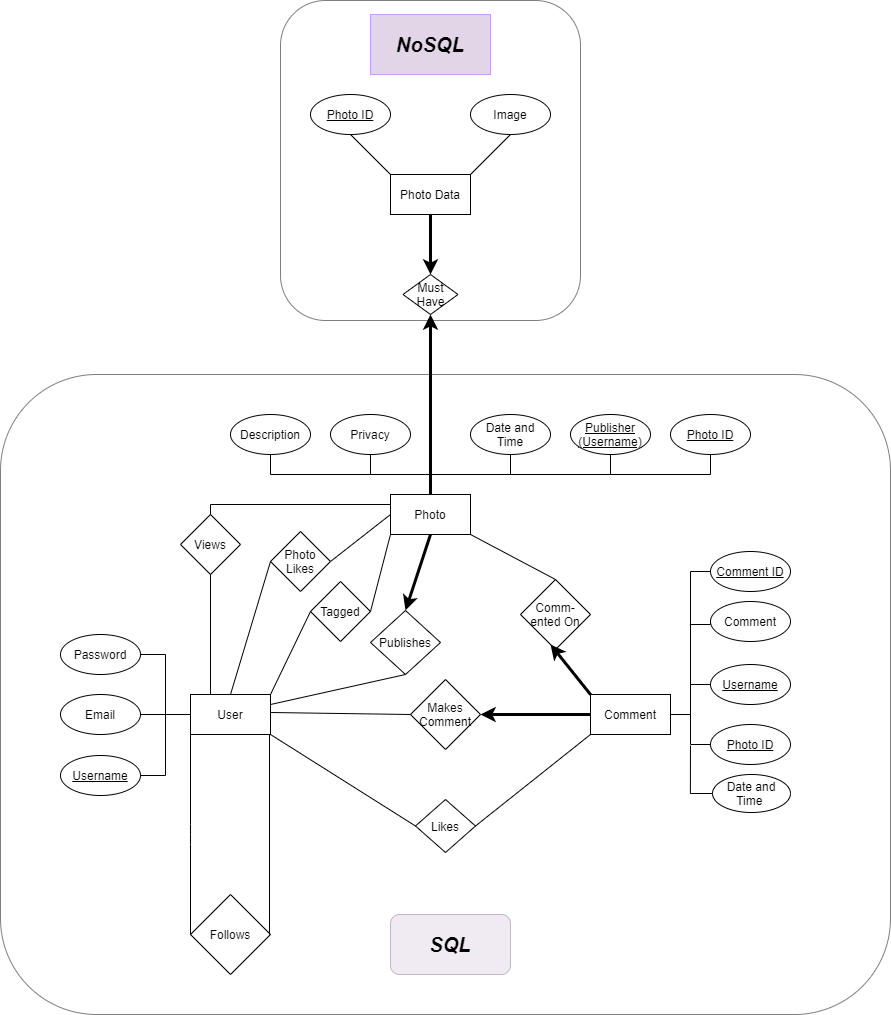 NoSQL
Photo ID
Image
Photo Data
Must
Have
Description
Privacy
Date and
Time
Publisher
(Username)
Photo ID
Photo
Views
Photo
Likes
Tagged
Publishes
Comm-
ented On
Comment ID
Comment
Username
Photo ID
Date and
Time
Password
Email
Username
User
Makes
Comment
Comment
Likes
Follows
SQL